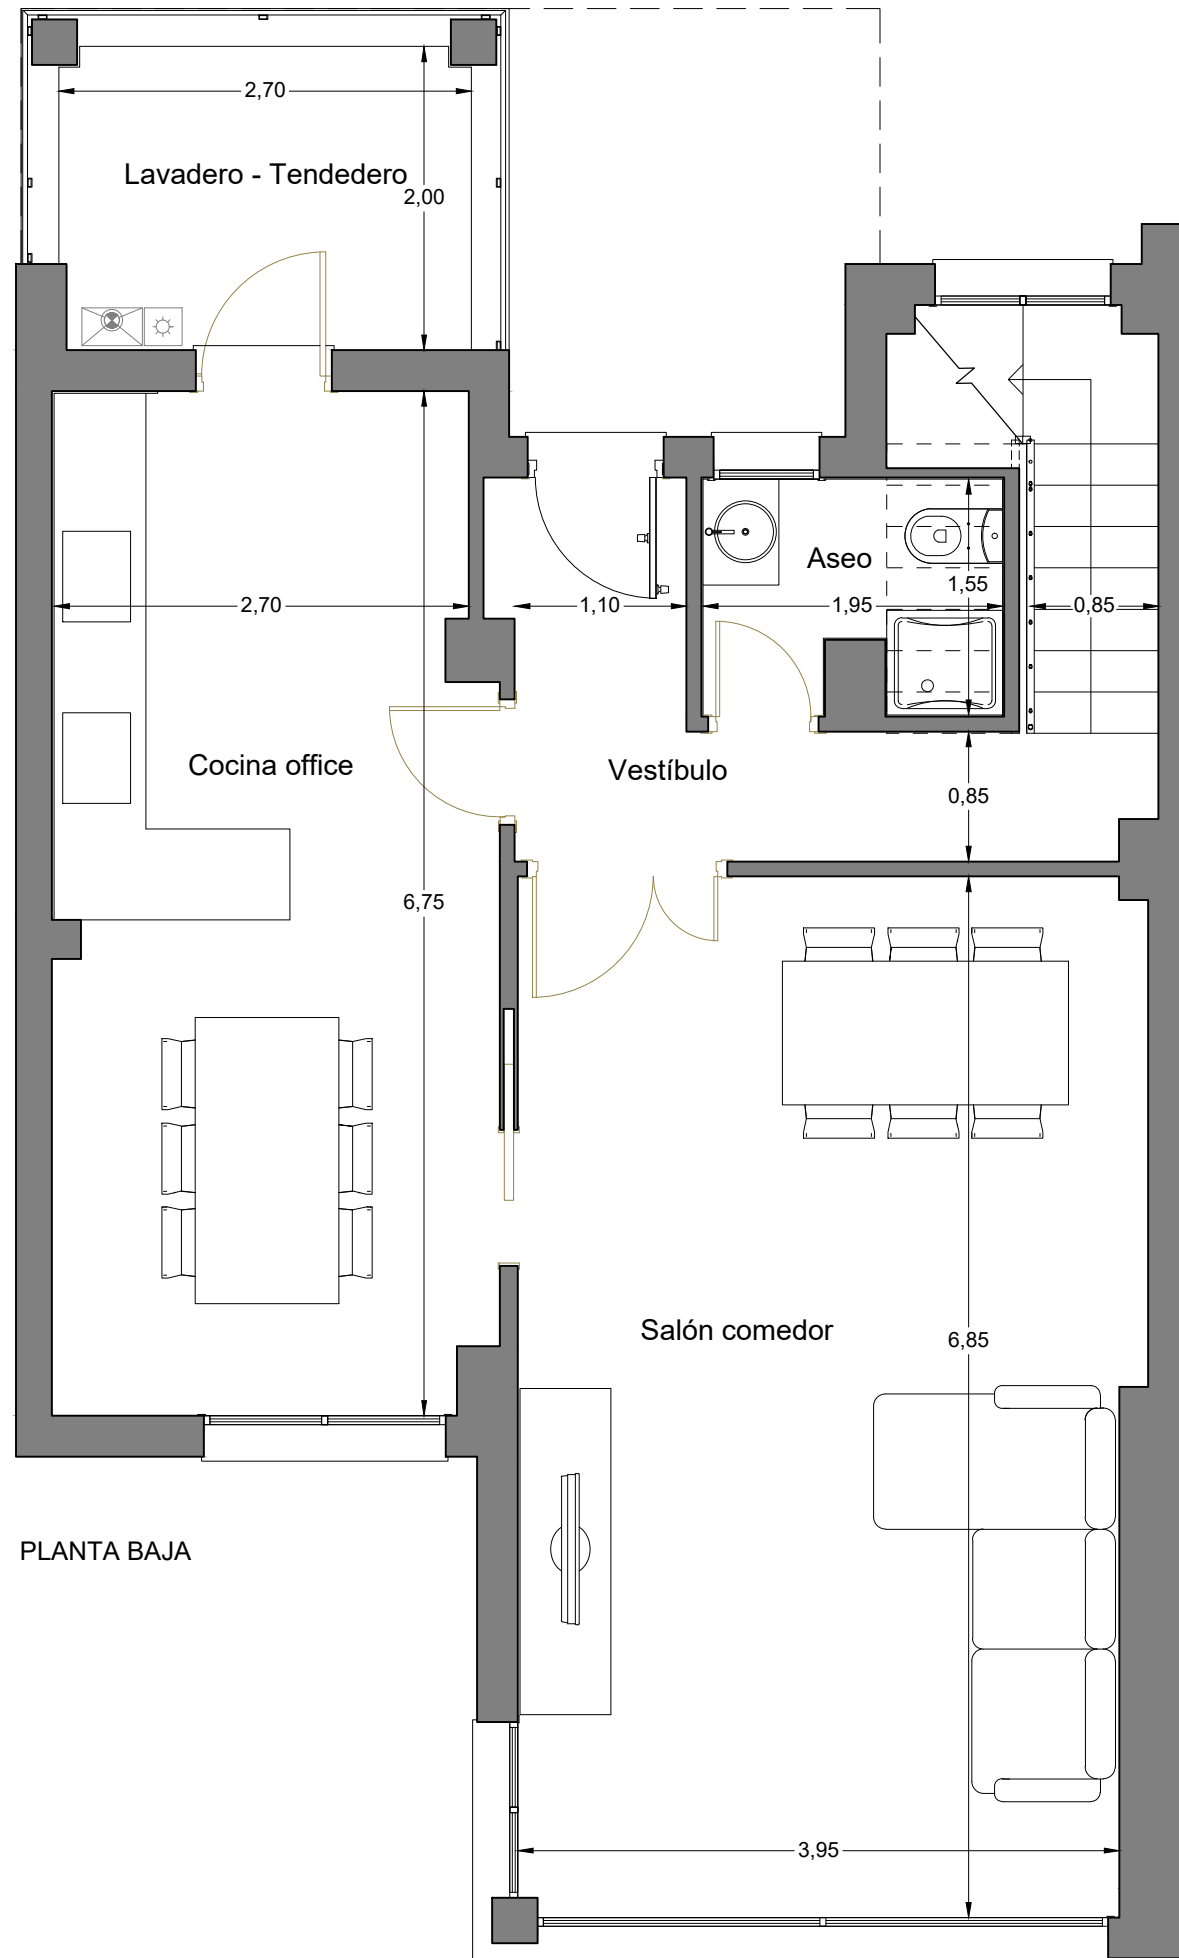 2,70
Lavadero - Tendedero
2,00
Aseo
1,55
2,70
1,10
1,95
0,85
Cocina office
Vestíbulo
0,85
6,75
Salón comedor
6,85
PLANTA BAJA
3,95